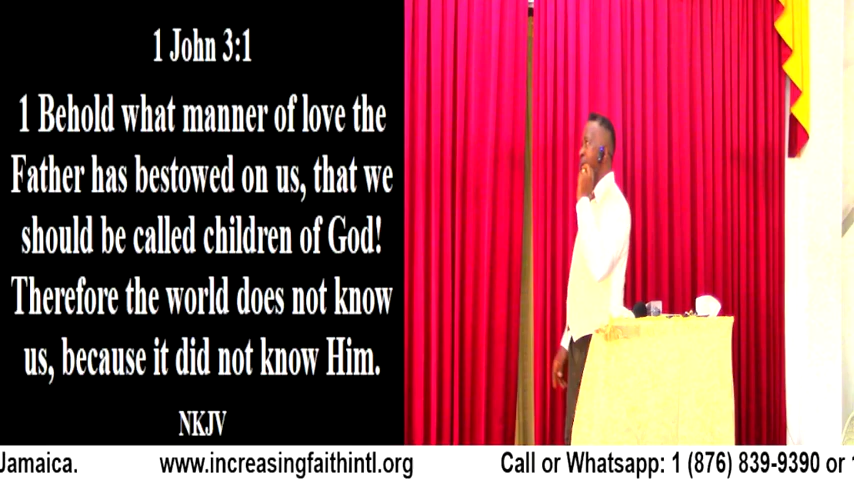 1 John 3:1
1 Behold what manner of love the
Father has bestowed on us, that we
should be called children of God!
Therefore the world does not know
us, because it did not know Him.
NKJV
Jamaica. www.increasingfaithintl.org Call or Whatsapp: 1 (876) 839-9390 or